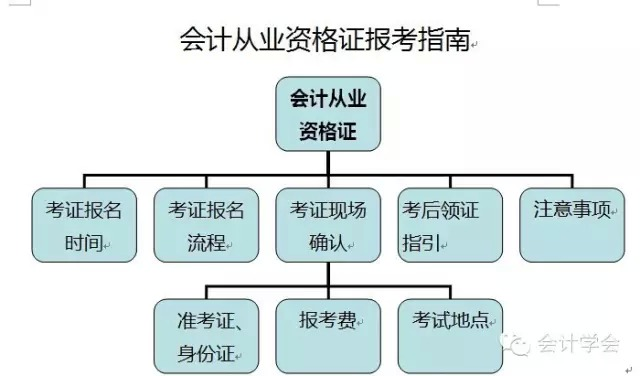 会计从业资格证报考指南
会计从业
资格证
考证报名
时间
考证报名
流程
考证现场
确认
考后领证
指引
注意事项
准考证、
身份证
报考费
考试地点
会计学会